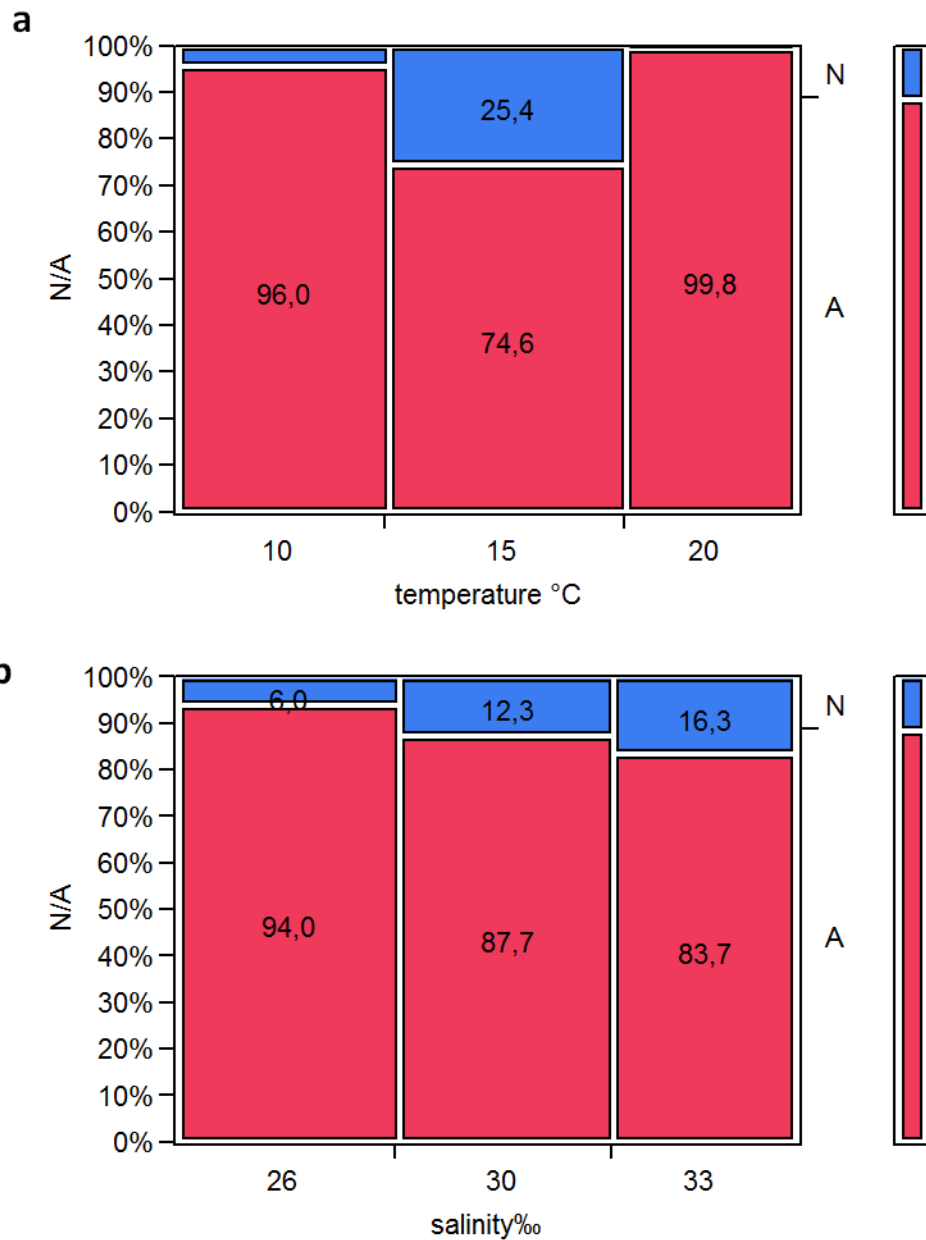 a
100%
90%
80%
70%
60%
50%
40%
30%
20%
10%
0%
N/A
96,0
25,4
74,6
99,8
N
A
10 15 20
temperature °C
b
100%
90%
80%
70%
60%
50%
40%
30%
20%
10%
0%
N/A
6,0
94,0
12,3
87,7
16,3
83,7
N
A
26 30 33
salinity‰